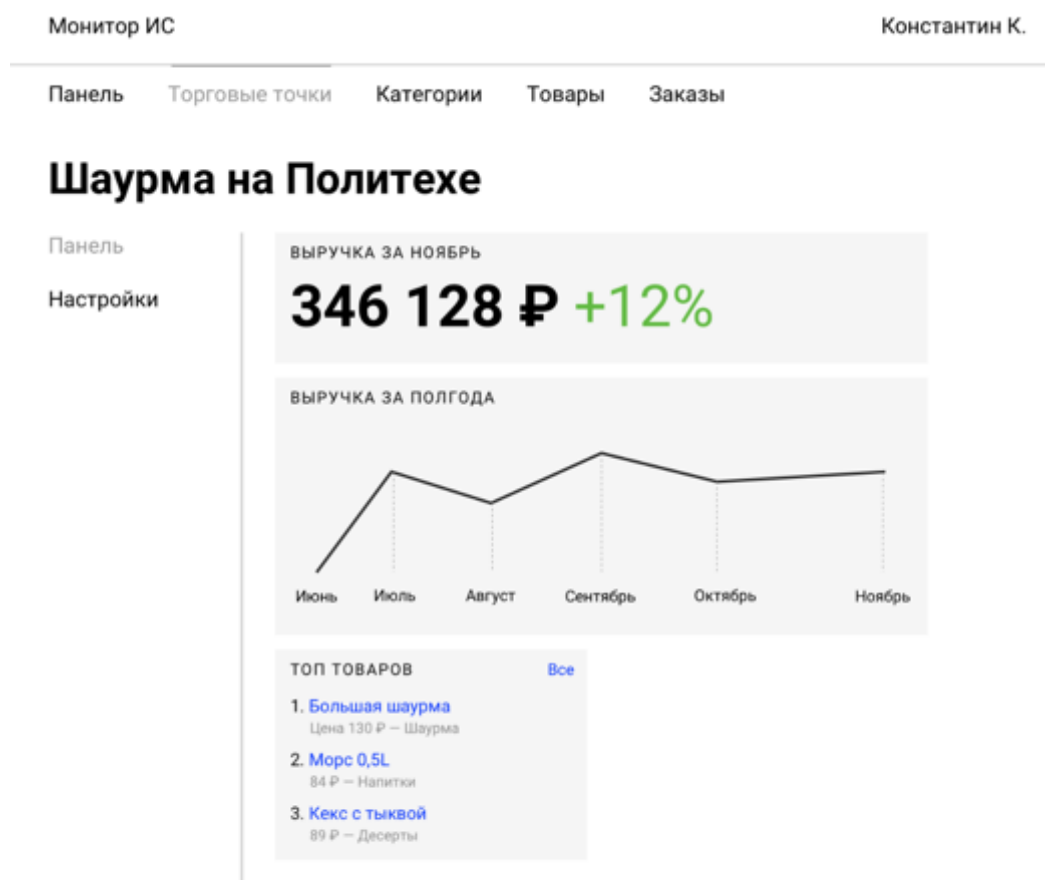 Монитор ИС Константин К.
Панель Торговые точки Категории Товары Заказы
Шаурма на Политехе
Панель
Настройки
ВЫРУЧКА ЗА НОЯБРЬ
346 128 ₽ +12%
ВЫРУЧКА ЗА ПОЛГОДА
Июнь Июль Август Сентябрь Октябрь Ноябрь
ТОП ТОВАРОВ Все
1. Большая шаурма
Цена 130 ₽ — Шаурма
2. Морс 0,5L
84 ₽ — Напитки
3. Кекс с тыквой
89 ₽ — Десерты